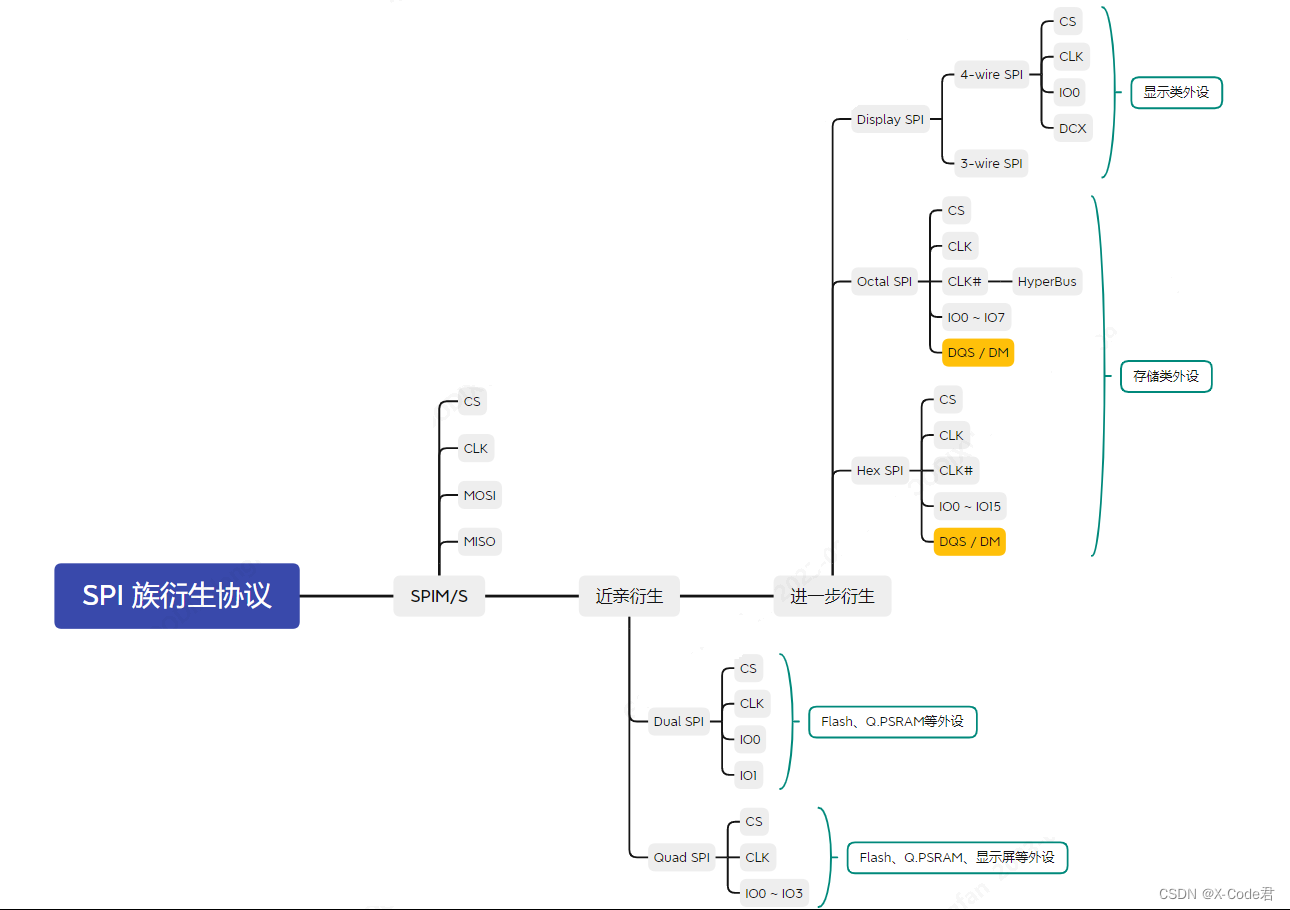 SPI 族衍生协议
SPIM/S
CS
CLK
MOSI
MISO
近亲衍生
进一步衍生
Display SPI
4-wire SPI
CS
CLK
IO0
DCX
3-wire SPI
显示类外设
Octal SPI
CS
CLK
CLK#
HyperBus
IO0 ~ IO7
DQS / DM
Hex SPI
CS
CLK
CLK#
IO0 ~ IO15
DQS / DM
存储类外设
Dual SPI
CS
CLK
IO0
IO1
Flash、Q.PSRAM等外设
Quad SPI
CS
CLK
IO0 ~ IO3
Flash、Q.PSRAM、显示屏等外设
CSDN @X-Code君